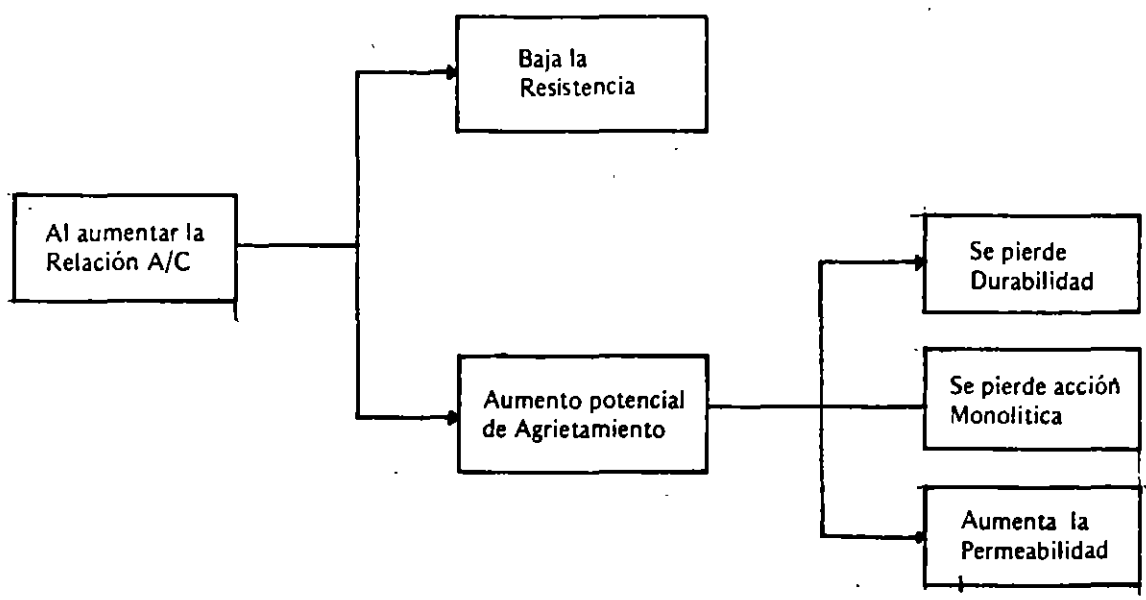 Baja la
Resistencia
Al aumentar la
Relación A/C
Se pierde
Durabilidad
Aumento potencial
de Agrietamiento
Se pierde acción
Monolitica
Aumenta la
Permeabilidad